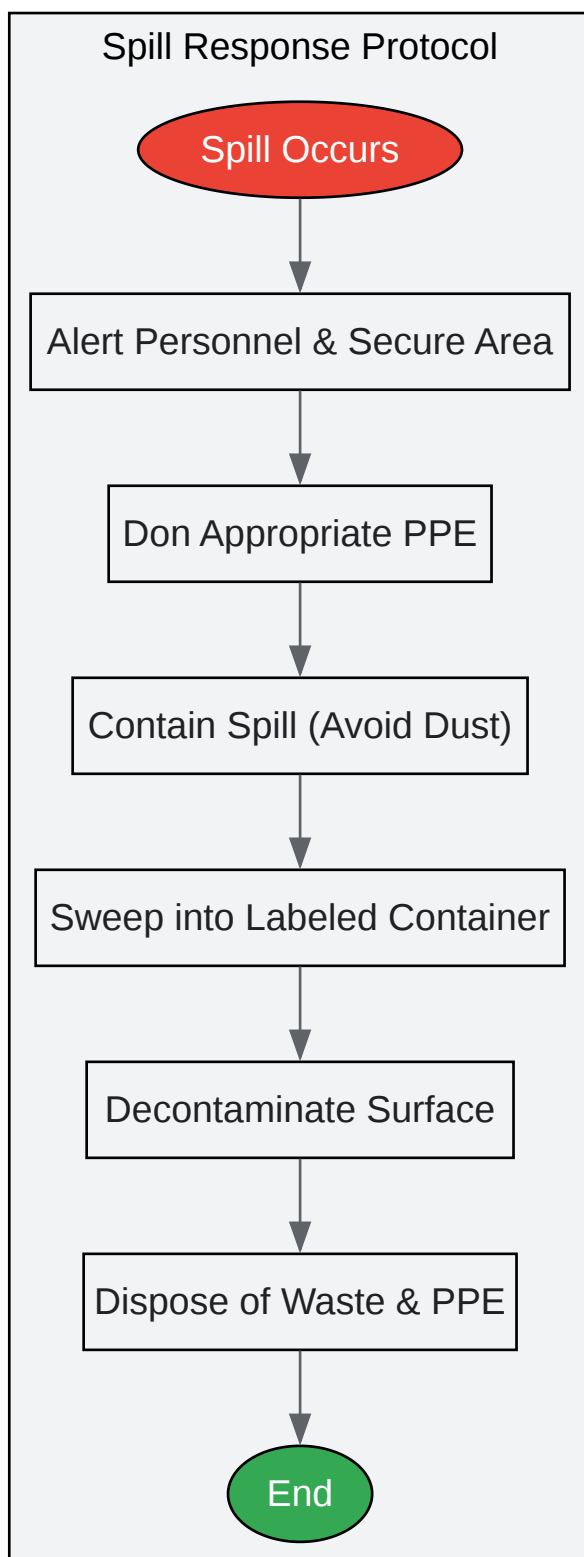 Spill Response Protocol
Spill Occurs
Alert Personnel & Secure Area
Don Appropriate PPE
Contain Spill (Avoid Dust)
Sweep into Labeled Container
Decontaminate Surface
Dispose of Waste & PPE
End